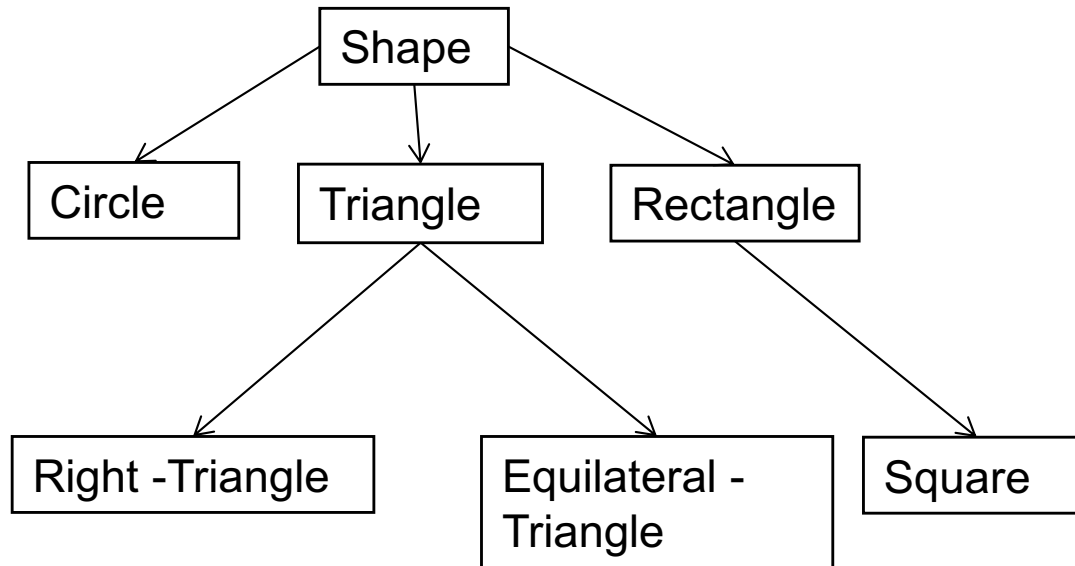 Shape
Circle
Triangle
Rectangle
Right -Triangle
Equilateral -
Triangle
Square